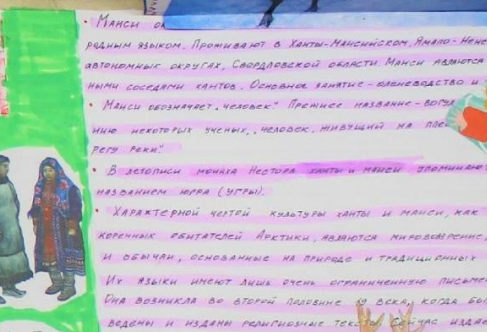 • Манси
родным языком. Проживают в Ханты-Мансийском, Ямало-Нене
автономных округах, Свердловской области. Манси являются
ными соседями хантов. Основное занятие-оленеводство и
• Манси обозначает „человек". Прежнее название-вогул
нию некоторых ученых, „человек, живущий на
регу реки".
• В летописи монаха Нестора ханты и манси упоминаю
названием югра (угры).
• Характерной чертой культуры ханты и манси, как
коренных обитателей Арктики, являются мировоззрение,
и обычаи, основанные на природе и традиционных
Их языки имеют лишь очень ограниченную письмен
Она возникла во второй половине 19 века, когда бы
ведены и изданы религиозные тексты. Сейчас издае